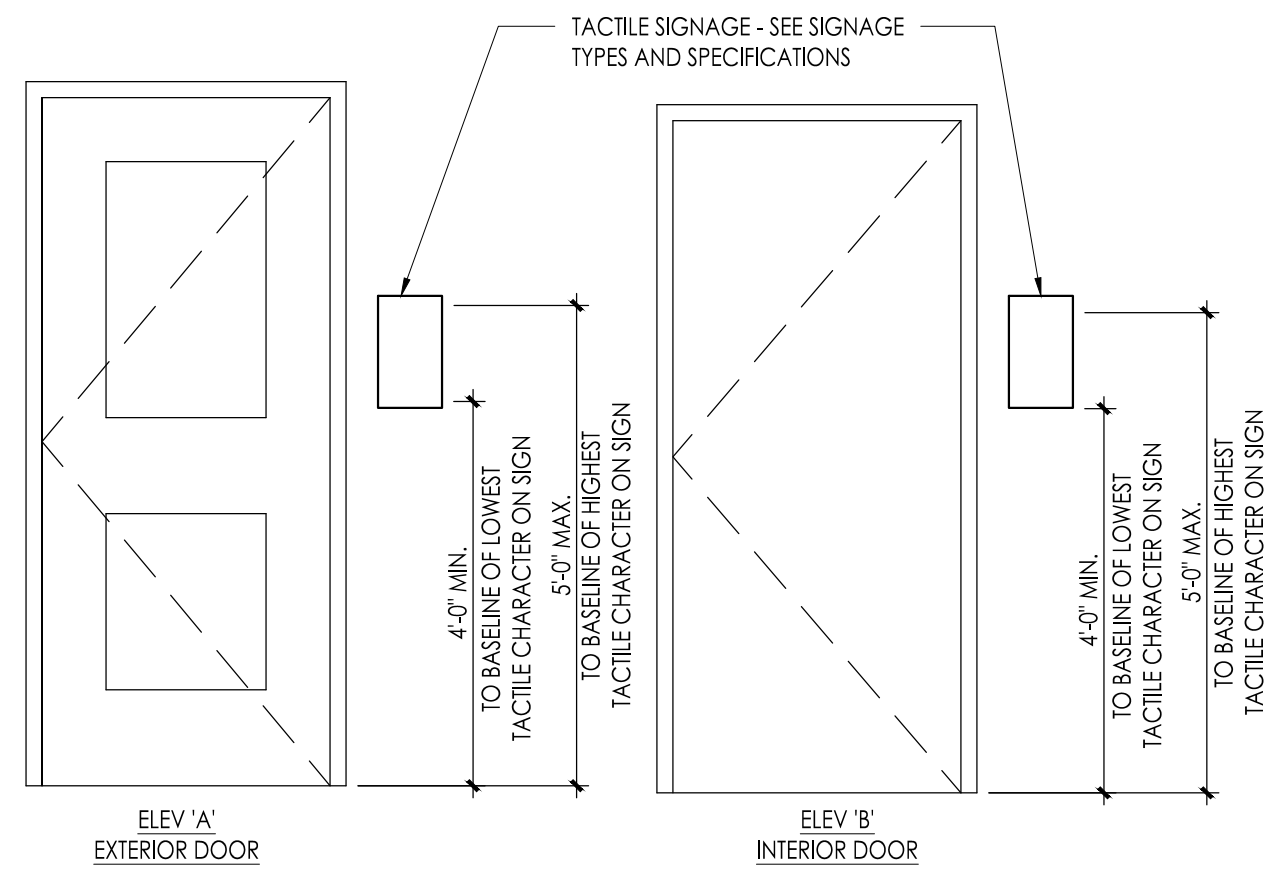 TACTILE SIGNAGE - SEE SIGNAGE
TYPES AND SPECIFICATIONS
4'-0" MIN.
TO BASELINE OF LOWEST
TACTILE CHARACTER ON SIGN
5'-0" MAX.
TO BASELINE OF HIGHEST
TACTILE CHARACTER ON SIGN
4'-0" MIN.
TO BASELINE OF LOWEST
TACTILE CHARACTER ON SIGN
5'-0" MAX.
TO BASELINE OF HIGHEST
TACTILE CHARACTER ON SIGN
ELEV 'A'
EXTERIOR DOOR
ELEV 'B'
INTERIOR DOOR